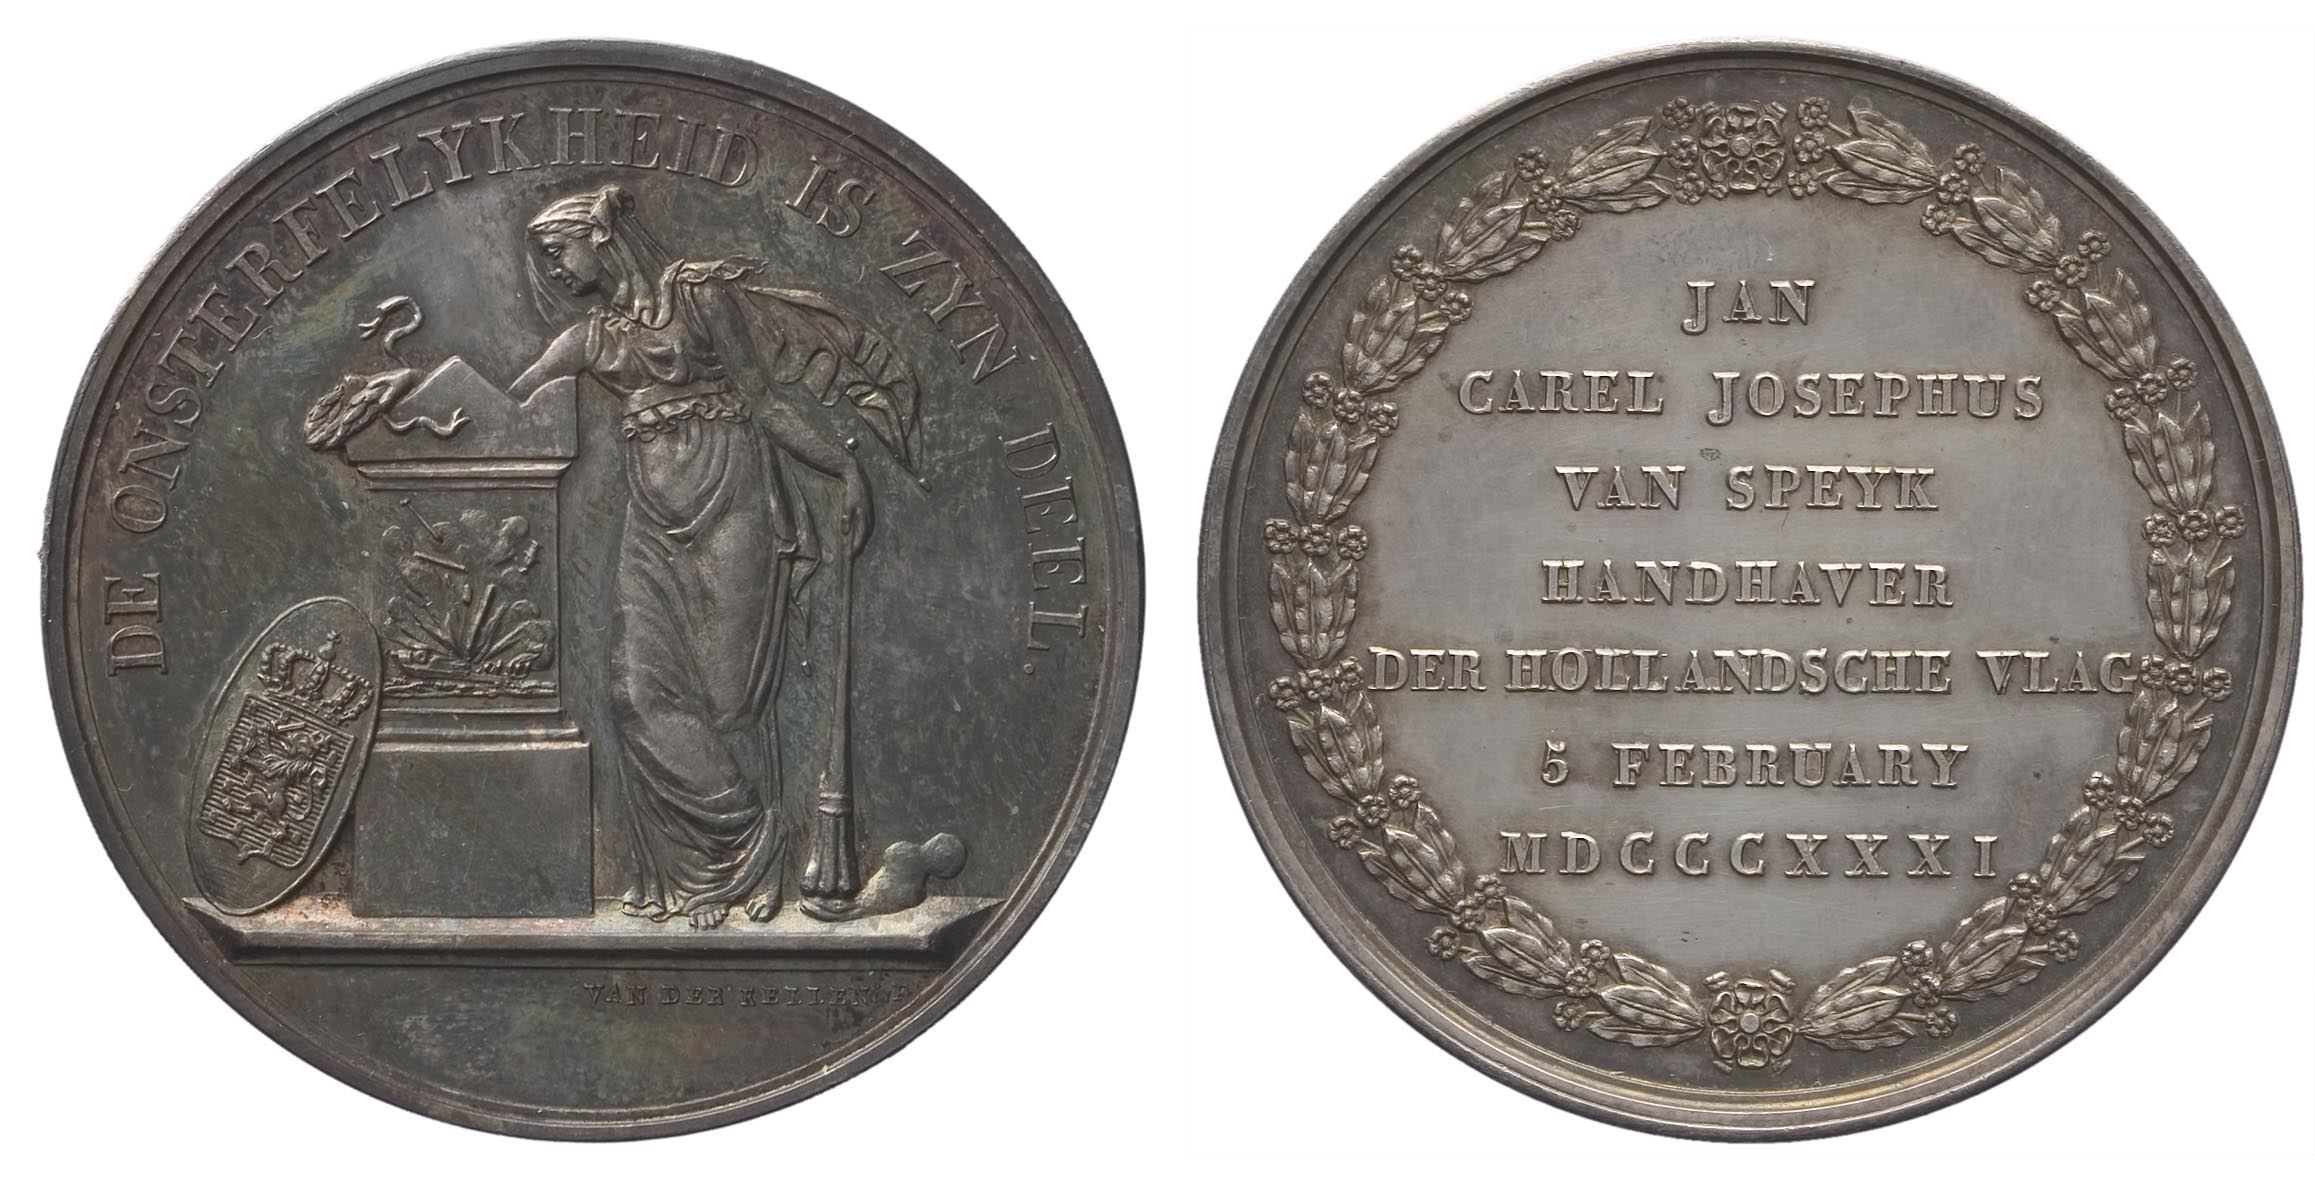 DE ONSTERFELYKHEID IS ZYN DEEL.
VAN DER KELLEN F.
JAN
CAREL JOSEPHUS
VAN SPEYK
HANDHAVER
DER HOLLANDSCHE VLAG
5 FEBRUARY
MDCCCXXXI